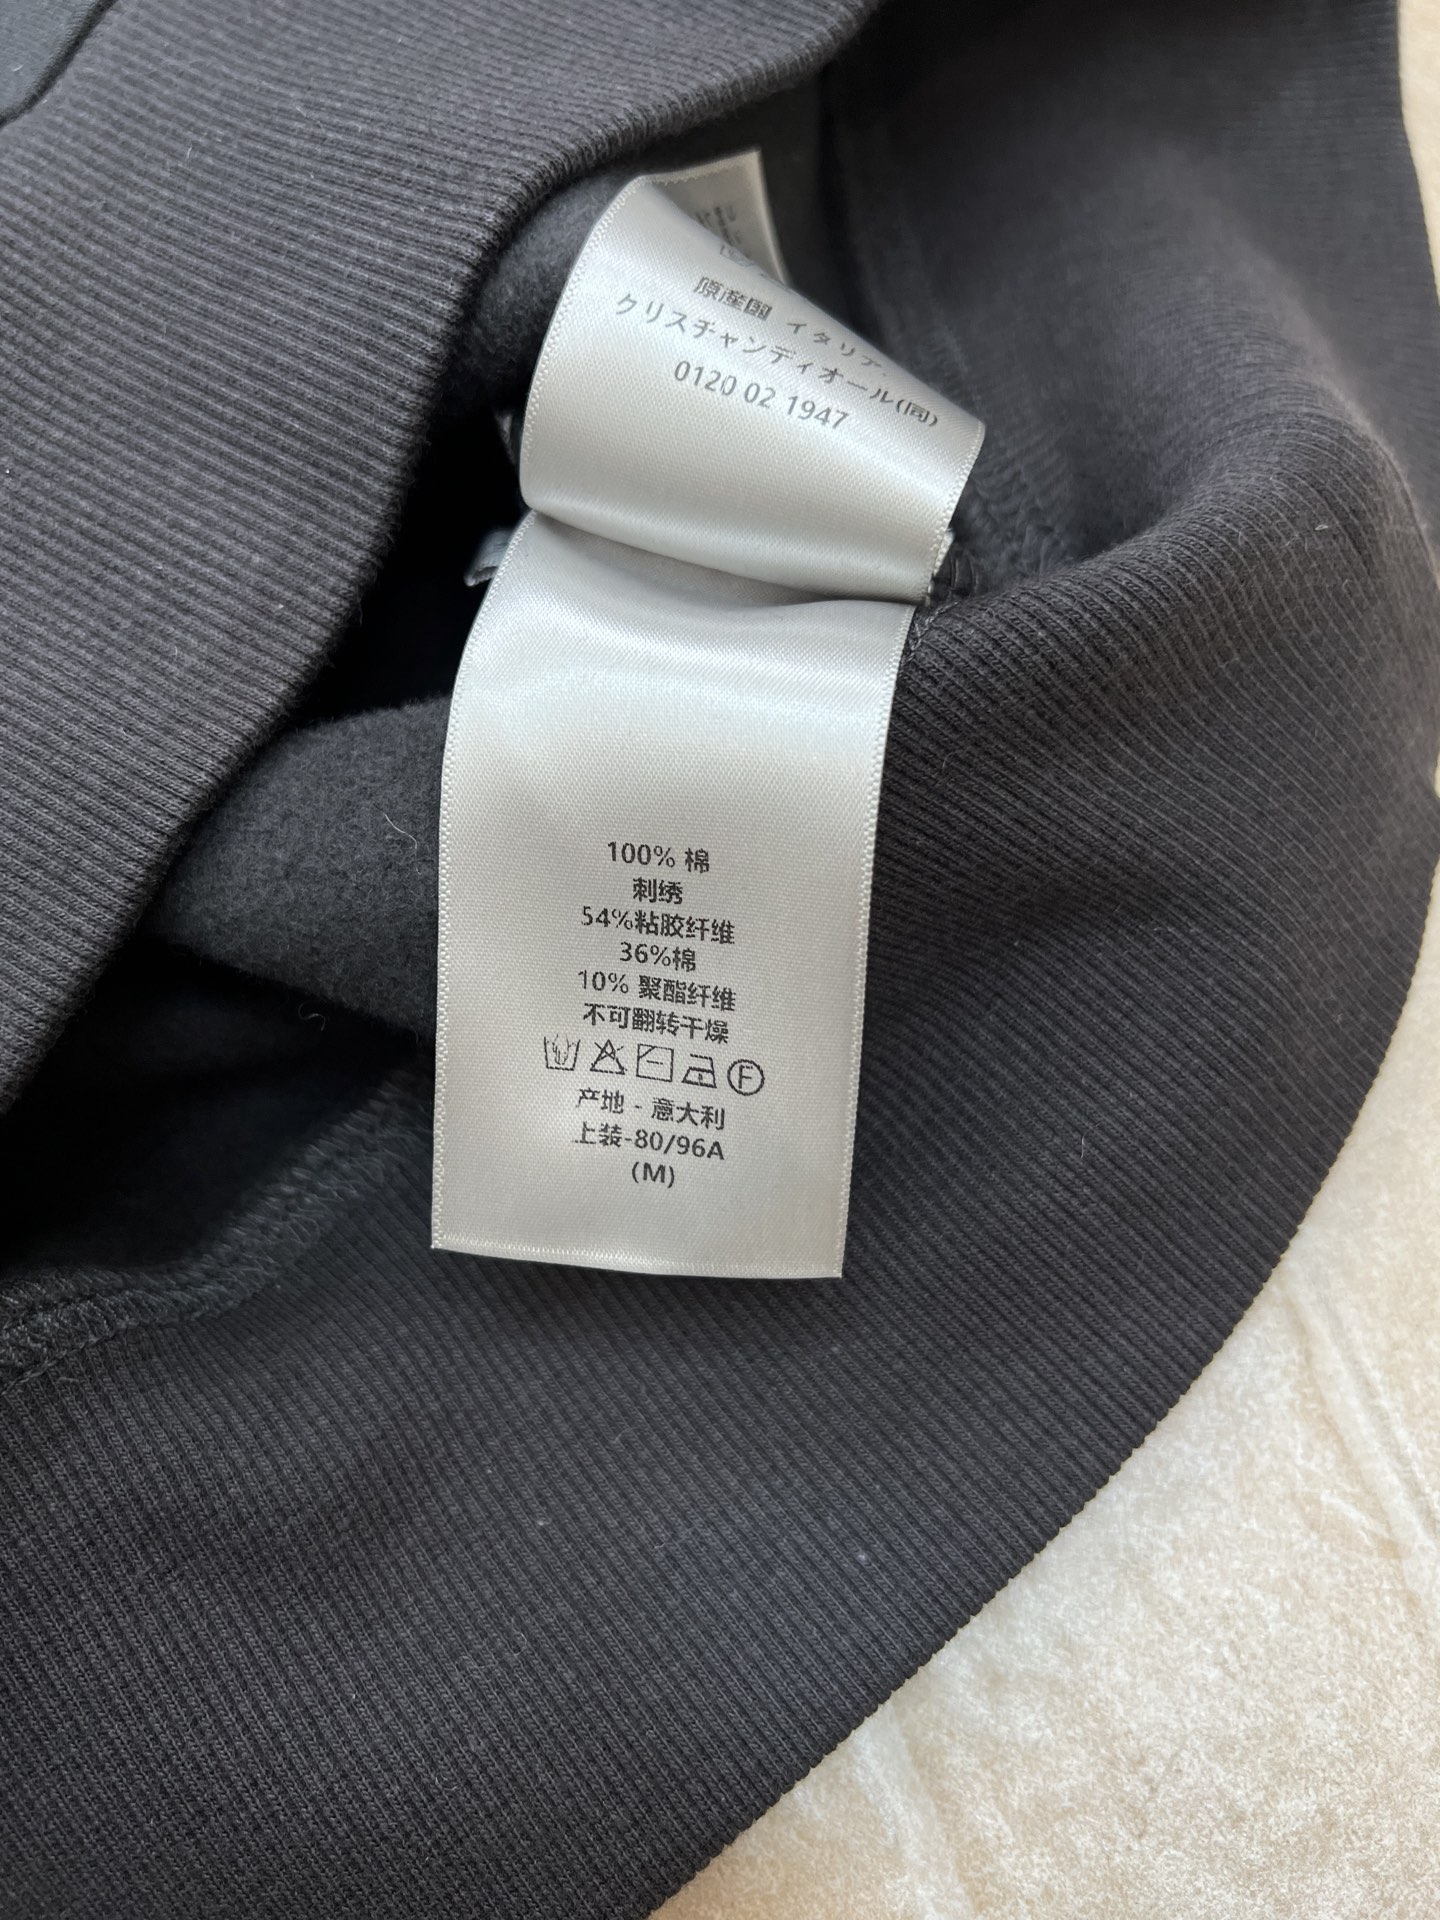 原産国 イタリア
クリスチャンディオール(同)
0120 02 1947
100% 棉
刺绣
54%粘胶纤维
36%棉
10% 聚酯纤维
不可翻转干燥
F
产地 - 意大利
上装-80/96A
(M)